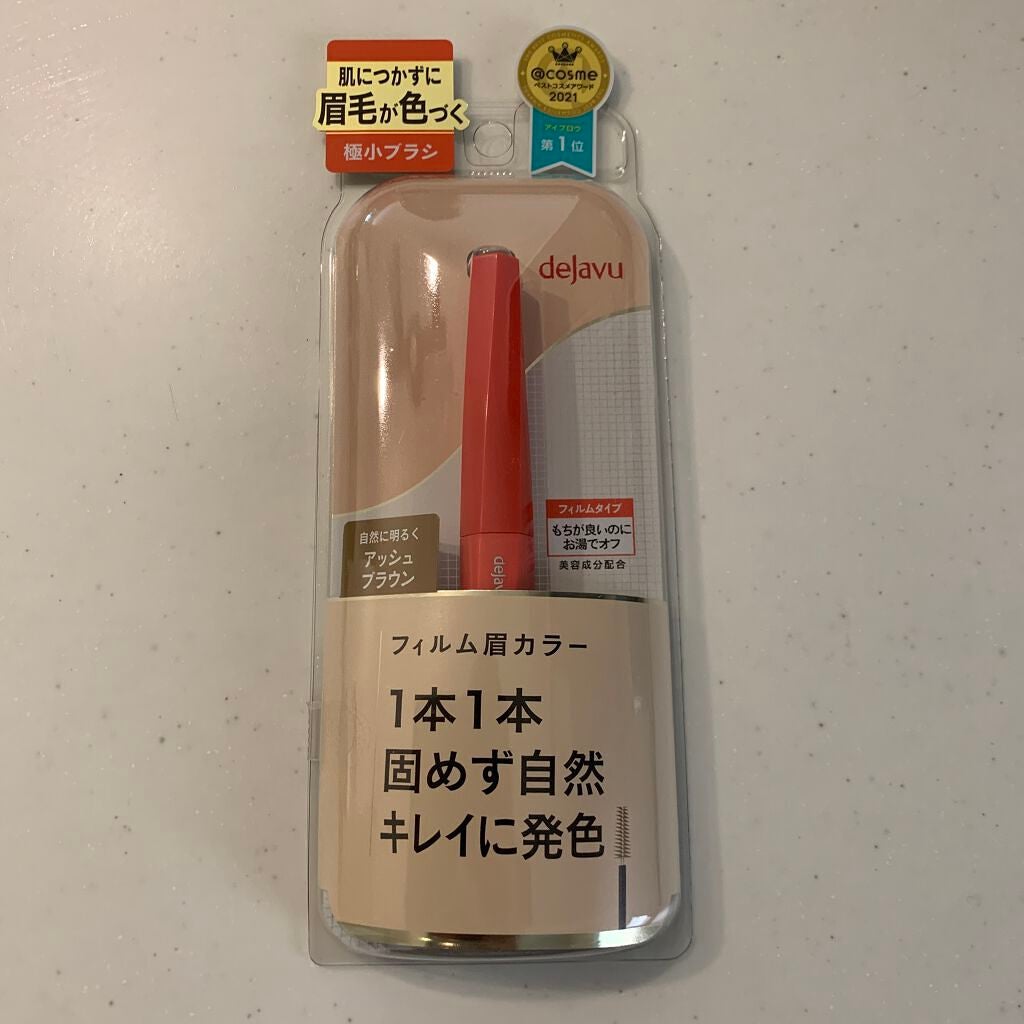 肌につかずに
眉毛が色づく
極小ブラシ
@cosme
ベストコスメアワード
2021
アイブロウ
第1位
dejavu
フィルムタイプ
もちが良いのに
お湯でオフ
美容成分配合
自然に明るく
アッシュ
ブラウン
フィルム眉カラー
1本1本
固めず自然
キレイに発色